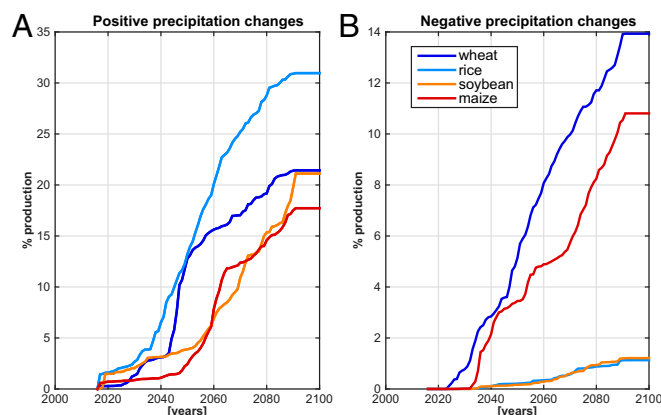 A
Positive precipitation changes
35
30
25
20
15
10
5
0
% production
2000
2020
2040
2060
2080
2100
[years]
B
Negative precipitation changes
wheat
rice
soybean
maize
14
12
10
8
6
4
2
0
% production
2000
2020
2040
2060
2080
2100
[years]